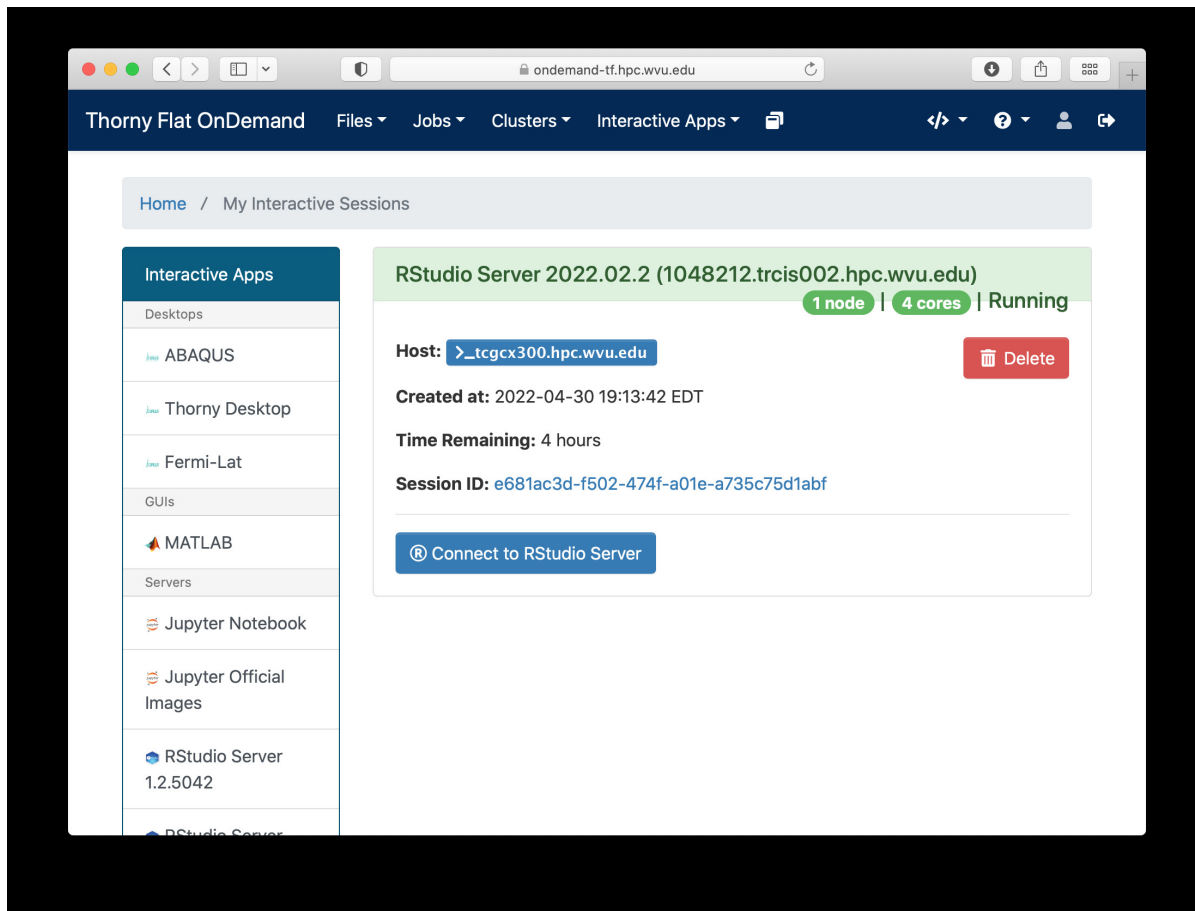 ondemand-tf.hpc.wvu.edu
Thorny Flat OnDemand Files Jobs Clusters Interactive Apps
Home / My Interactive Sessions
Interactive Apps
Desktops
ABAQUS
Thorny Desktop
Fermi-Lat
GUIs
MATLAB
Servers
Jupyter Notebook
Jupyter Official
Images
RStudio Server
1.2.5042
RStudio Server
RStudio Server 2022.02.2 (1048212.trcis002.hpc.wvu.edu)
1 node | 4 cores | Running
Host: >_tcgcx300.hpc.wvu.edu
Delete
Created at: 2022-04-30 19:13:42 EDT
Time Remaining: 4 hours
Session ID: e681ac3d-f502-474f-a01e-a735c75d1abf
® Connect to RStudio Server